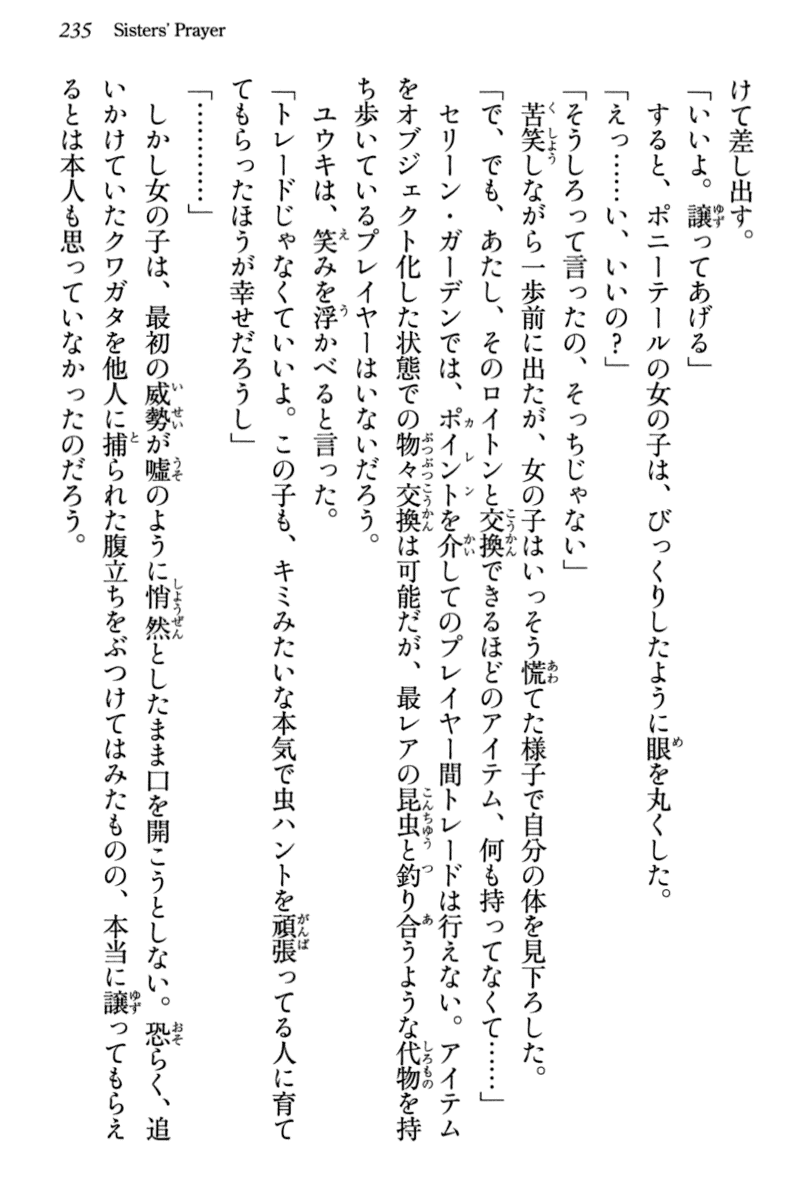 235 Sisters' Prayer
けて差し出す。
「いいよ。譲ってあげる」
すると、ポニーテールの女の子は、びっくりしたように眼を丸くした。
「えっ……い、いいの？」
「そうしろって言ったの、そっちじゃない」
苦笑しながら一歩前に出たが、女の子はいっそう慌てた様子で自分の体を見下ろした。
「で、でも、あたし、そのロイトンと交換できるほどのアイテム、何も持ってなくて……」
セリーン・ガーデンでは、ポイントを介してのプレイヤー間トレードは行えない。アイテム
をオブジェクト化した状態での物々交換は可能だが、最レアの昆虫と釣り合うような代物を持
ち歩いているプレイヤーはいないだろう。
ユウキは、笑みを浮かべると言った。
「トレードじゃなくていいよ。この子も、キミみたいな本気で虫ハントを頑張ってる人に育て
てもらったほうが幸せだろうし」
「…………」
しかし女の子は、最初の威勢が嘘のように悄然としたまま口を開こうとしない。恐らく、追
いかけていたクワガタを他人に捕られた腹立ちをぶつけてはみたものの、本当に譲ってもらえ
るとは本人も思っていなかったのだろう。